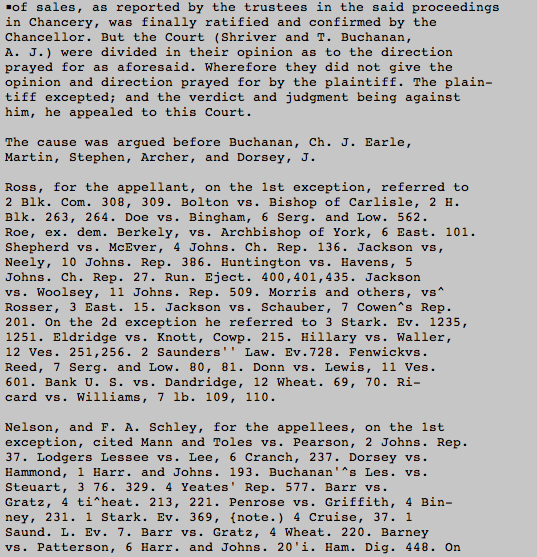 ▪of sales, as reported by the trustees in the said proceedings
in Chancery, was finally ratified and confirmed by the
Chancellor. But the Court (Shriver and T. Buchanan,
A. J.) were divided in their opinion as to the direction
prayed for as aforesaid. Wherefore they did not give the
opinion and direction prayed for by the plaintiff. The plain-
tiff excepted; and the verdict and judgment being against
him, he appealed to this Court.

The cause was argued before Buchanan, Ch. J. Earle,
Martin, Stephen, Archer, and Dorsey, J.

Ross, for the appellant, on the 1st exception, referred to
2 Blk. Com. 308, 309. Bolton vs. Bishop of Carlisle, 2 H.
Blk. 263, 264. Doe vs. Bingham, 6 Serg. and Low. 562.
Roe, ex. dem. Berkely, vs. Archbishop of York, 6 East. 101.
Shepherd vs. McEver, 4 Johns. Ch. Rep. 136. Jackson vs,
Neely, 10 Johns. Rep. 386. Huntington vs. Havens, 5
Johns. Ch. Rep. 27. Run. Eject. 400,401,435. Jackson
vs. Woolsey, 11 Johns. Rep. 509. Morris and others, vs^
Rosser, 3 East. 15. Jackson vs. Schauber, 7 Cowen^s Rep.
201. On the 2d exception he referred to 3 Stark. Ev. 1235,
1251. Eldridge vs. Knott, Cowp. 215. Hillary vs. Waller,
12 Ves. 251,256. 2 Saunders'' Law. Ev.728. Fenwickvs.
Reed, 7 Serg. and Low. 80, 81. Donn vs. Lewis, 11 Ves.
601. Bank U. S. vs. Dandridge, 12 Wheat. 69, 70. Ri-
card vs. Williams, 7 lb. 109, 110.

Nelson, and F. A. Schley, for the appellees, on the 1st
exception, cited Mann and Toles vs. Pearson, 2 Johns. Rep.
37. Lodgers Lessee vs. Lee, 6 Cranch, 237. Dorsey vs.
Hammond, 1 Harr. and Johns. 193. Buchanan'^s Les. vs.
Steuart, 3 76. 329. 4 Yeates' Rep. 577. Barr vs.
Gratz, 4 ti^heat. 213, 221. Penrose vs. Griffith, 4 Bin-
ney, 231. 1 Stark. Ev. 369, {note.) 4 Cruise, 37. 1
Saund. L. Ev. 7. Barr vs. Gratz, 4 Wheat. 220. Barney
vs. Patterson, 6 Harr. and Johns. 20'i. Ham. Dig. 448. On